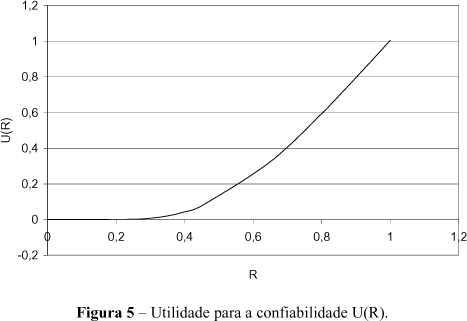 1,2
1
0,8
0,6
0,4
0,2
0
-0,2
U(R)
0 0,2 0,4 0,6 0,8 1 1,2
R
Figura 5 – Utilidade para a confiabilidade U(R).